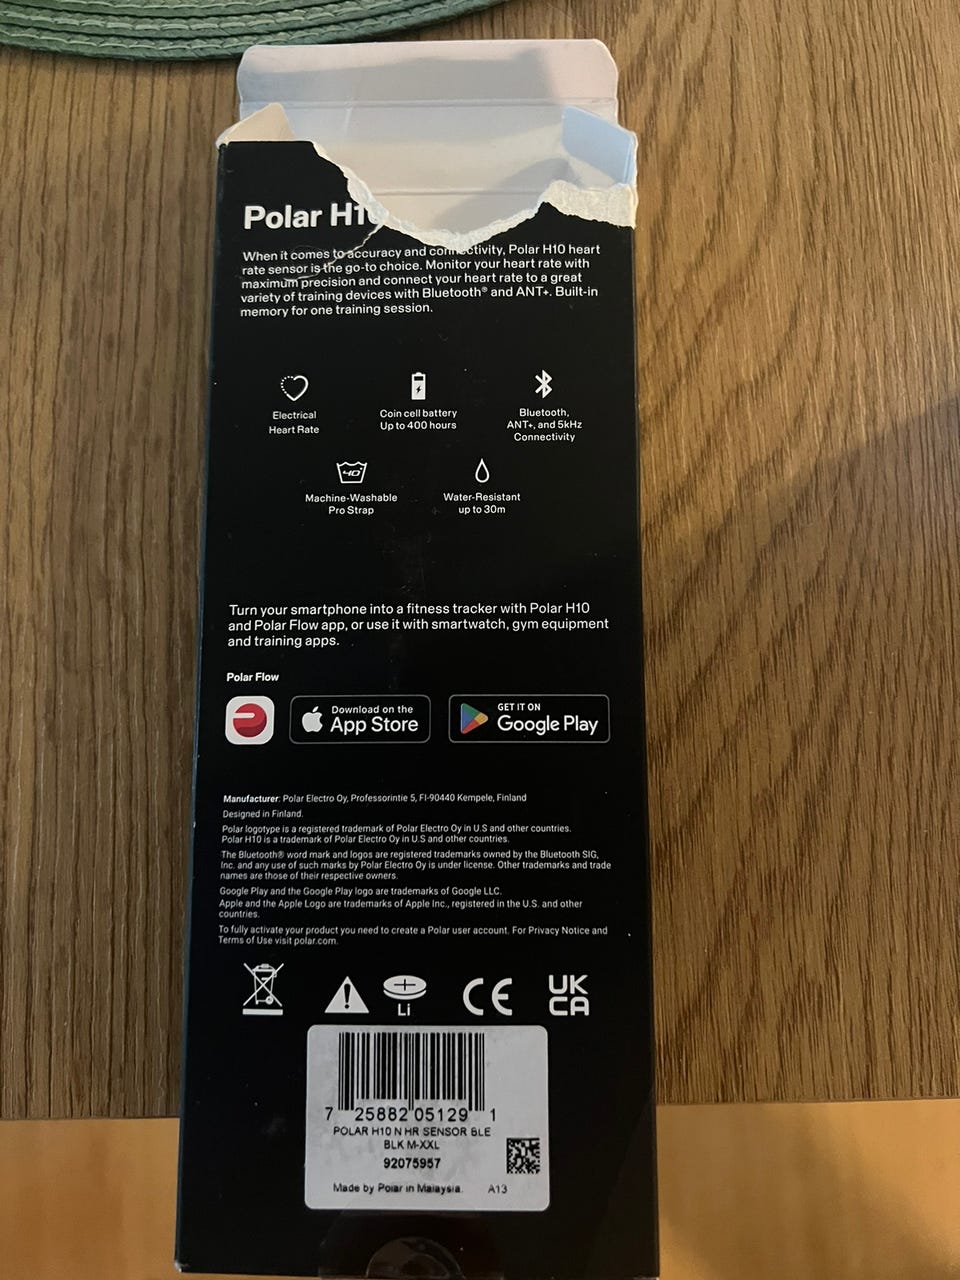 Polar H10
When it comes to accuracy and connectivity, Polar H10 heart
rate sensor is the go-to choice. Monitor your heart rate with
maximum precision and connect your heart rate to a great
variety of training devices with Bluetooth® and ANT+. Built-in
memory for one training session.
Electrical
Heart Rate
Coin cell battery
Up to 400 hours
Bluetooth,
ANT+, and 5kHz
Connectivity
40°
Machine-Washable
Pro Strap
Water-Resistant
up to 30m
Turn your smartphone into a fitness tracker with Polar H10
and Polar Flow app, or use it with smartwatch, gym equipment
and training apps.
Polar Flow
Download on the
App Store
GET IT ON
Google Play
Manufacturer: Polar Electro Oy, Professorintie 5, FI-90440 Kempele, Finland
Designed in Finland.
Polar logotype is a registered trademark of Polar Electro Oy in U.S and other countries.
Polar H10 is a trademark of Polar Electro Oy in U.S and other countries.
The Bluetooth® word mark and logos are registered trademarks owned by the Bluetooth SIG,
Inc. and any use of such marks by Polar Electro Oy is under license. Other trademarks and trade
names are those of their respective owners.
Google Play and the Google Play logo are trademarks of Google LLC.
Apple and the Apple Logo are trademarks of Apple Inc., registered in the U.S. and other
countries.
To fully activate your product you need to create a Polar user account. For Privacy Notice and
Terms of Use visit polar.com.
Li
CE
UK
CA
7 25882 05129 1
POLAR H10 N HR SENSOR BLE
BLK M-XXL
92075957
Made by Polar in Malaysia. A13